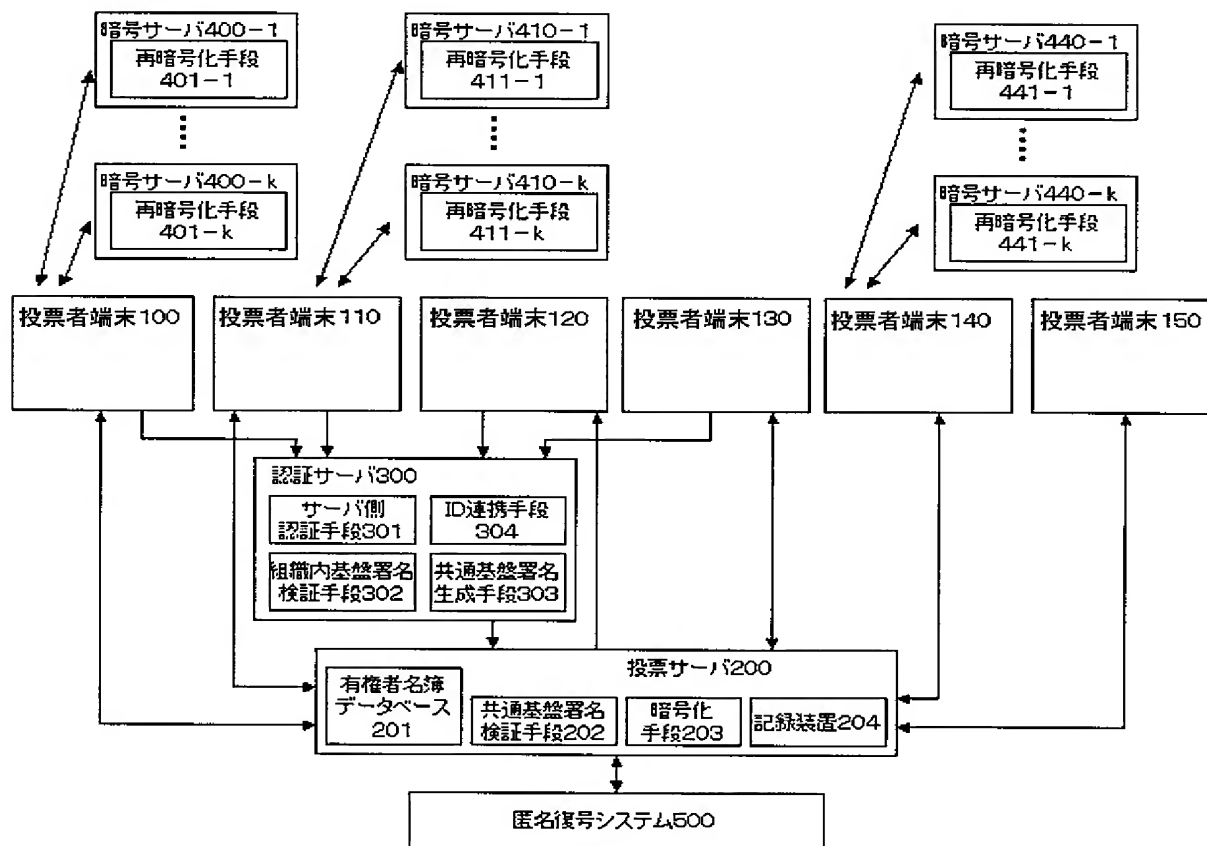 暗号サーバ400-1
再暗号化手段
401-1
暗号サーバ410-1
再暗号化手段
411-1
暗号サーバ440-1
再暗号化手段
441-1
暗号サーバ400-k
再暗号化手段
401-k
暗号サーバ410-k
再暗号化手段
411-k
暗号サーバ440-k
再暗号化手段
441-k
投票者端末100
投票者端末110
投票者端末120
投票者端末130
投票者端末140
投票者端末150
認証サーバ300
サーバ側
認証手段301
ID連携手段
304
組織内基盤署名
検証手段302
共通基盤署名
生成手段303
投票サーバ200
有権者名簿
データベース
201
共通基盤署名
検証手段202
暗号化
手段203
記録装置204
匿名復号システム500